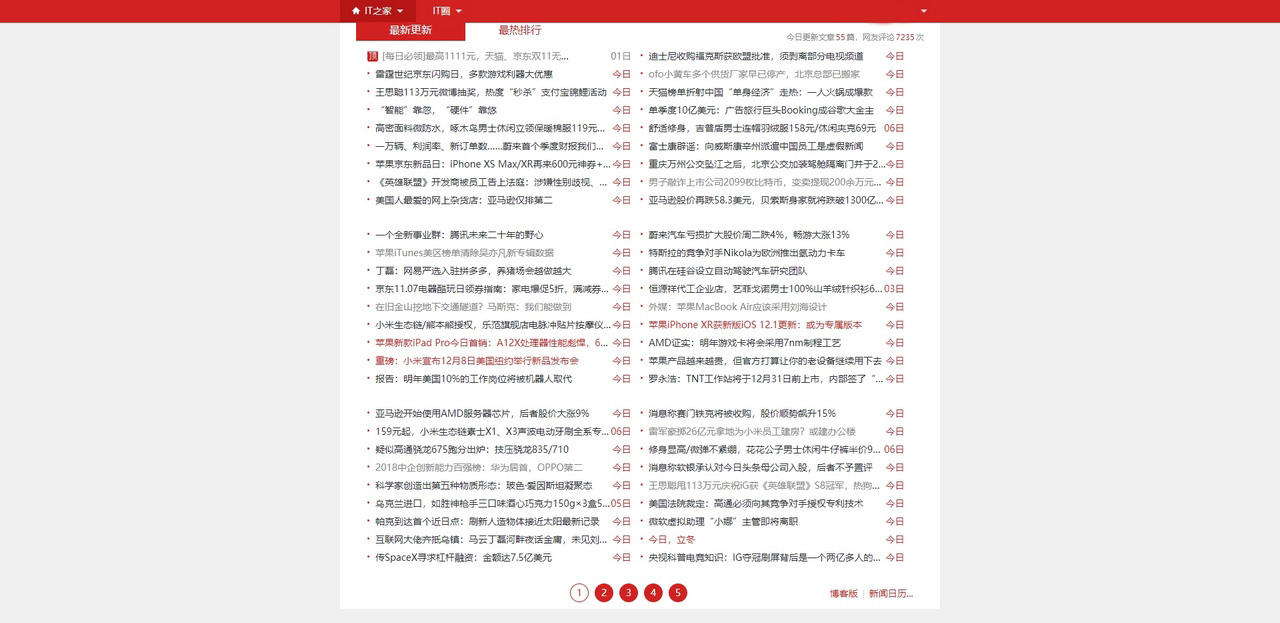 IT之家 IT圈
最新更新 最热排行
今日更新文章 55 篇，网友评论 7235 次
顶 [每日必领]最高1111元，天猫、京东双11无... 01日
· 迪士尼收购福克斯获欧盟批准，须剥离部分电视频道 今日
· 雷霆世纪京东闪购日，多款游戏利器大优惠 今日
· ofo小黄车多个供货厂家早已停产，北京总部已搬家 今日
· 王思聪113万元微博抽奖，热度“秒杀”支付宝锦鲤活动 今日
· 天猫榜单折射中国“单身经济”走热：一人火锅成爆款 今日
· “智能”靠忽，“硬件”靠悠 今日
· 单季度10亿美元：广告旅行巨头Booking成谷歌大金主 今日
· 高密面料微防水，啄木鸟男士休闲立领保暖棉服119元... 今日
· 舒适修身，吉普盾男士连帽羽绒服158元/休闲夹克69元 06日
· 一万辆、利润率、新订单数……蔚来首个季度财报我们... 今日
· 富士康辟谣：向威斯康辛州派遣中国员工是虚假新闻 今日
· 苹果京东新品日：iPhone XS Max/XR再来600元神券+... 今日
· 重庆万州公交坠江之后，北京公交加装驾舱隔离门并于2... 今日
· 《英雄联盟》开发商被员工告上法庭：涉嫌性别歧视、... 今日
· 男子敲诈上市公司2099枚比特币，变卖提现200余万元... 今日
· 美国人最爱的网上杂货店：亚马逊仅排第二 今日
· 亚马逊股价再跌58.3美元，贝索斯身家就将跌破1300亿... 今日
· 一个全新事业群：腾讯未来二十年的野心 今日
· 蔚来汽车亏损扩大股价周二跌4%，畅游大涨13% 今日
· 苹果iTunes美区榜单清除吴亦凡新专辑数据 今日
· 特斯拉的竞争对手Nikola为欧洲推出氢动力卡车 今日
· 丁磊：网易严选入驻拼多多，养猪场会越做越大 今日
· 腾讯在硅谷设立自动驾驶汽车研究团队 今日
· 京东11.07电器酷玩日领券指南：家电爆促5折，满减券... 今日
· 恒源祥代工企业店，艺菲戈诺男士100%山羊绒针织衫6... 03日
· 在旧金山挖地下交通隧道？马斯克：我们能做到 今日
· 外媒：苹果MacBook Air应该采用刘海设计 今日
· 小米生态链/熊本熊授权，乐范旗舰店电脉冲贴片按摩仪... 今日
· 苹果iPhone XR获新版iOS 12.1更新：或为专属版本 今日
· 苹果新款iPad Pro今日首销：A12X处理器性能彪悍，6... 今日
· AMD证实：明年游戏卡将会采用7nm制程工艺 今日
· 重磅：小米宣布12月8日美国纽约举行新品发布会 今日
· 苹果产品越来越贵，但官方打算让你的老设备继续用下去 今日
· 报告：明年美国10%的工作岗位将被机器人取代 今日
· 罗永浩：TNT工作站将于12月31日前上市，内部签了“... 今日
· 亚马逊开始使用AMD服务器芯片，后者股价大涨9% 今日
· 消息称赛门铁克将被收购，股价顺势飙升15% 今日
· 159元起，小米生态链素士X1、X3声波电动牙刷全系专... 06日
· 雷军豪掷26亿元拿地为小米员工建房？或建办公楼 今日
· 疑似高通骁龙675跑分出炉：技压骁龙835/710 今日
· 修身显高/微弹不紧绷，花花公子男士休闲牛仔裤半价9... 06日
· 2018中企创新能力百强榜：华为居首，OPPO第二 今日
· 消息称软银承认对今日头条母公司入股，后者不予置评 今日
· 科学家创造出第五种物质形态：玻色-爱因斯坦凝聚态 今日
· 王思聪甩113万元庆祝iG获《英雄联盟》S8冠军，热狗... 今日
· 乌克兰进口，如胜神枪手三口味酒心巧克力150g×3盒5... 05日
· 美国法院裁定：高通必须向其竞争对手授权专利技术 今日
· 帕克到达首个近日点：刷新人造物体接近太阳最新记录 今日
· 微软虚拟助理“小娜”主管即将离职 今日
· 互联网大佬齐抵乌镇：马云丁磊河畔夜话金庸，未见刘... 今日
· 今日，立冬 今日
· 传SpaceX寻求杠杆融资：金额达7.5亿美元 今日
· 央视科普电竞知识：IG夺冠刷屏背后是一个两亿多人的... 今日
1 2 3 4 5
博客版 | 新闻日历...